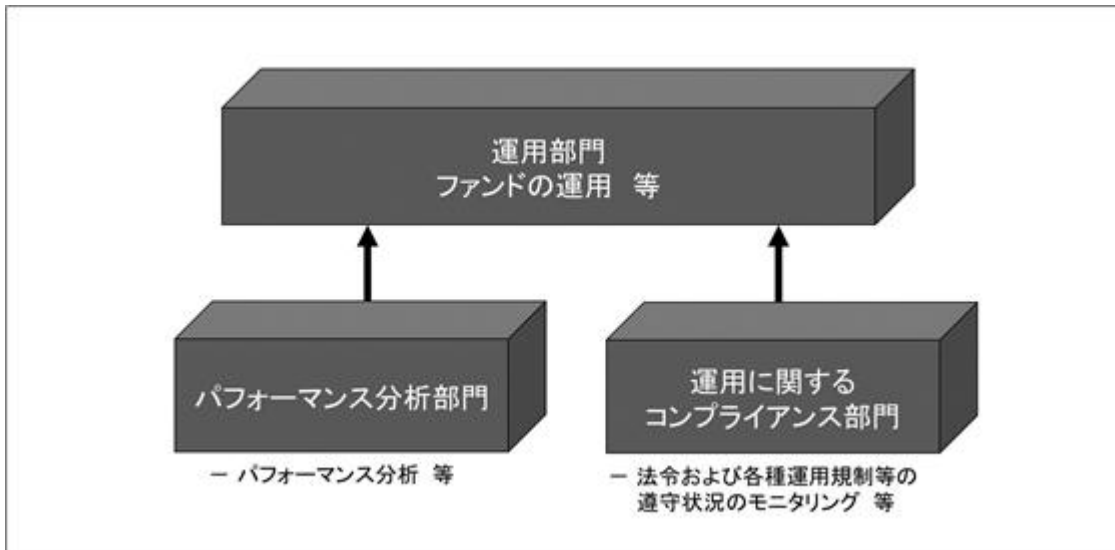 運用部門
ファンドの運用 等
パフォーマンス分析部門
－ パフォーマンス分析 等
運用に関する
コンプライアンス部門
－ 法令および各種運用規制等の
遵守状況のモニタリング 等